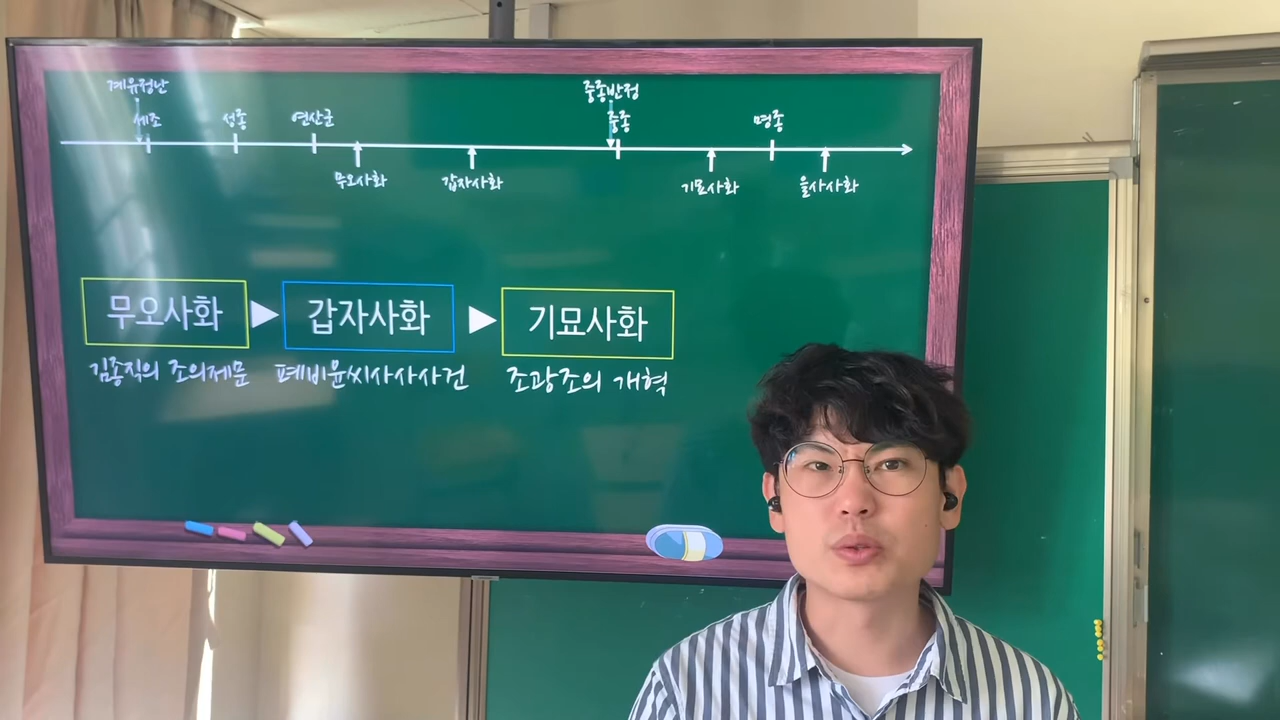 계유정난
중종반정
세조 성종 연산군 중종 명종
무오사화 갑자사화 기묘사화 을사사화
무오사화 ▶ 갑자사화 ▶ 기묘사화
김종직의 조의제문 폐비윤씨사사사건 조광조의 개혁